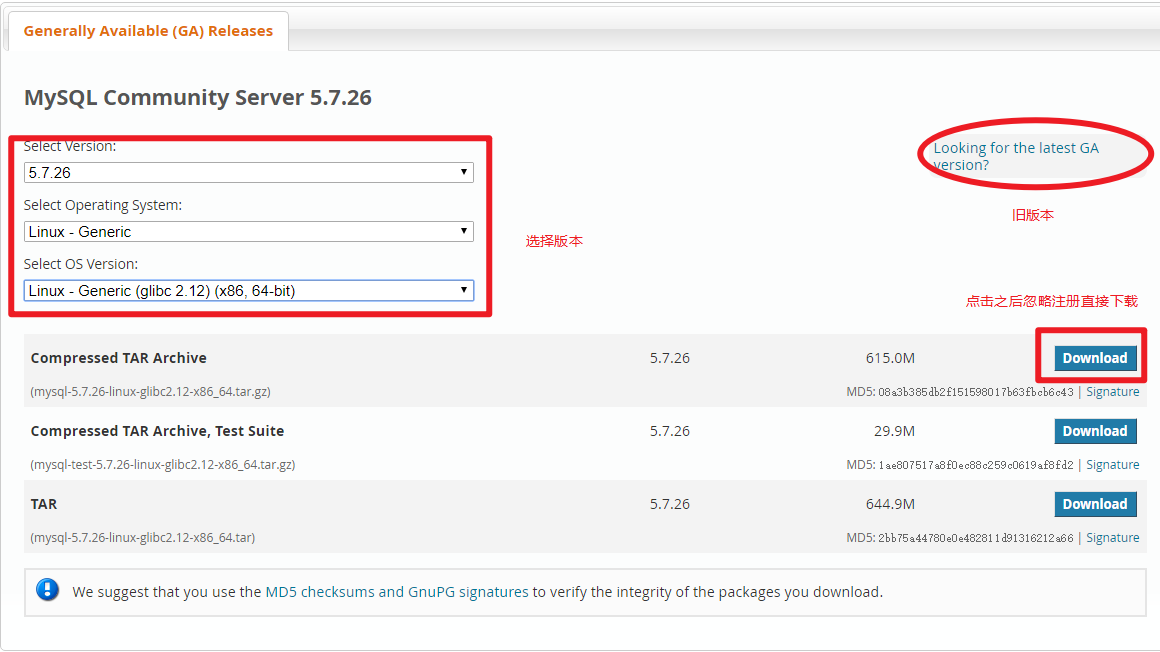 Generally Available (GA) Releases
MySQL Community Server 5.7.26
Select Version:
5.7.26
Looking for the latest GA
version?
Select Operating System:
Linux - Generic
旧版本
选择版本
Select OS Version:
Linux - Generic (glibc 2.12) (x86, 64-bit)
点击之后忽略注册直接下载
Compressed TAR Archive 5.7.26 615.0M Download
(mysql-5.7.26-linux-glibc2.12-x86_64.tar.gz) MD5: 08a3b385db2f151598017b63fbcb6c43 | Signature
Compressed TAR Archive, Test Suite 5.7.26 29.9M Download
(mysql-test-5.7.26-linux-glibc2.12-x86_64.tar.gz) MD5: 1ae807517a8f0ec88c259c0619af8fd2 | Signature
TAR 5.7.26 644.9M Download
(mysql-5.7.26-linux-glibc2.12-x86_64.tar) MD5: 2bb75a44780e0e482811d91316212a66 | Signature
We suggest that you use the MD5 checksums and GnuPG signatures to verify the integrity of the packages you download.